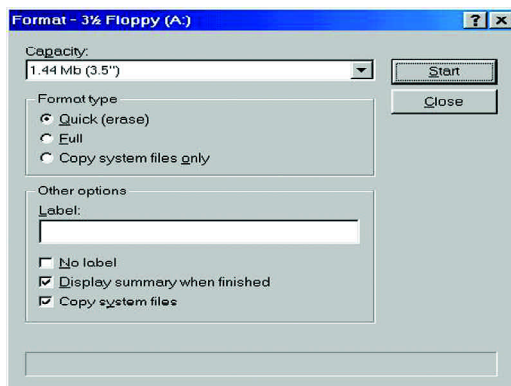 Format - 3½ Floppy (A:)
Capacity:
1.44 Mb (3.5")
Start
Close
Format type
Quick (erase)
Full
Copy system files only
Other options
Label:
No label
Display summary when finished
Copy system files